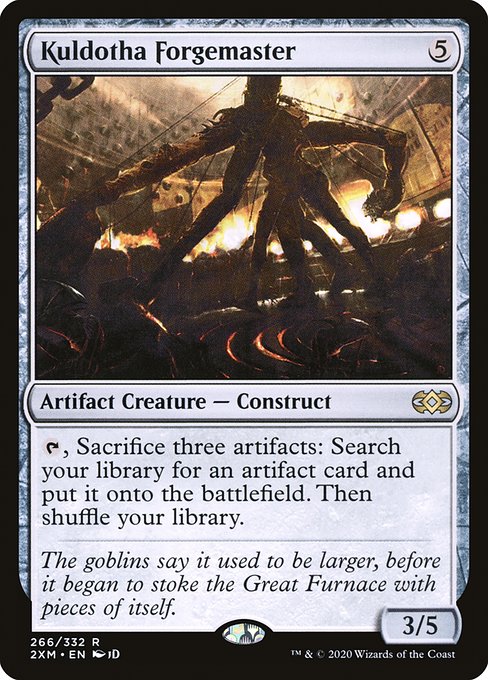 Kuldotha Forgemaster 5
Artifact Creature — Construct
, Sacrifice three artifacts: Search
your library for an artifact card and
put it onto the battlefield. Then
shuffle your library.
The goblins say it used to be larger, before
it began to stoke the Great Furnace with
pieces of itself.
3/5
266/332 R
2XM • EN jD
™ & © 2020 Wizards of the Coast